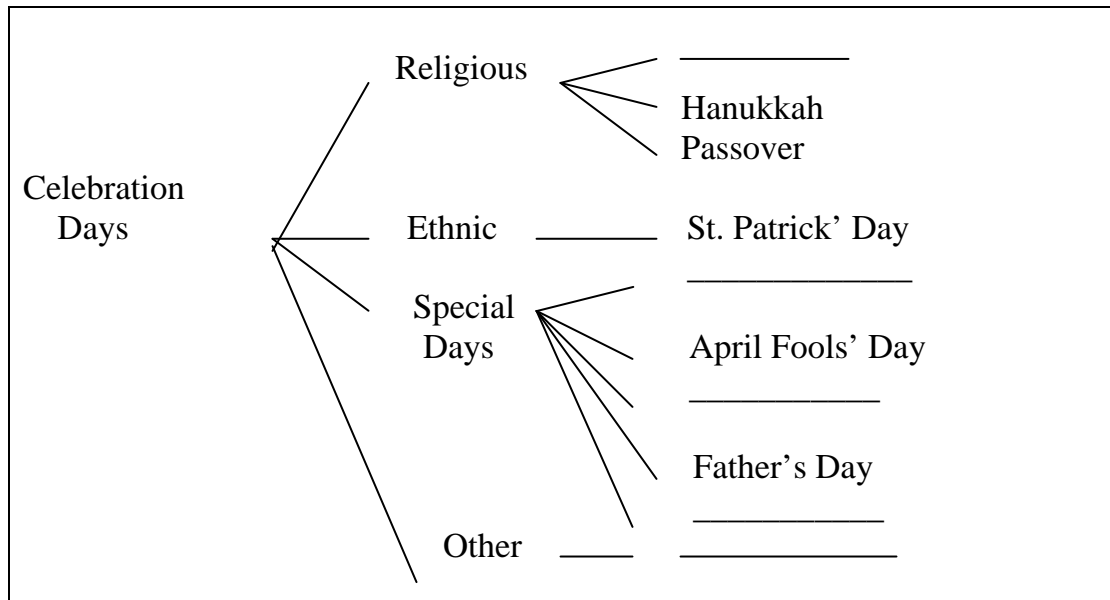 Religious
Hanukkah
Passover
Celebration
Days
Ethnic
St. Patrick’ Day
Special
Days
April Fools’ Day
Father’s Day
Other